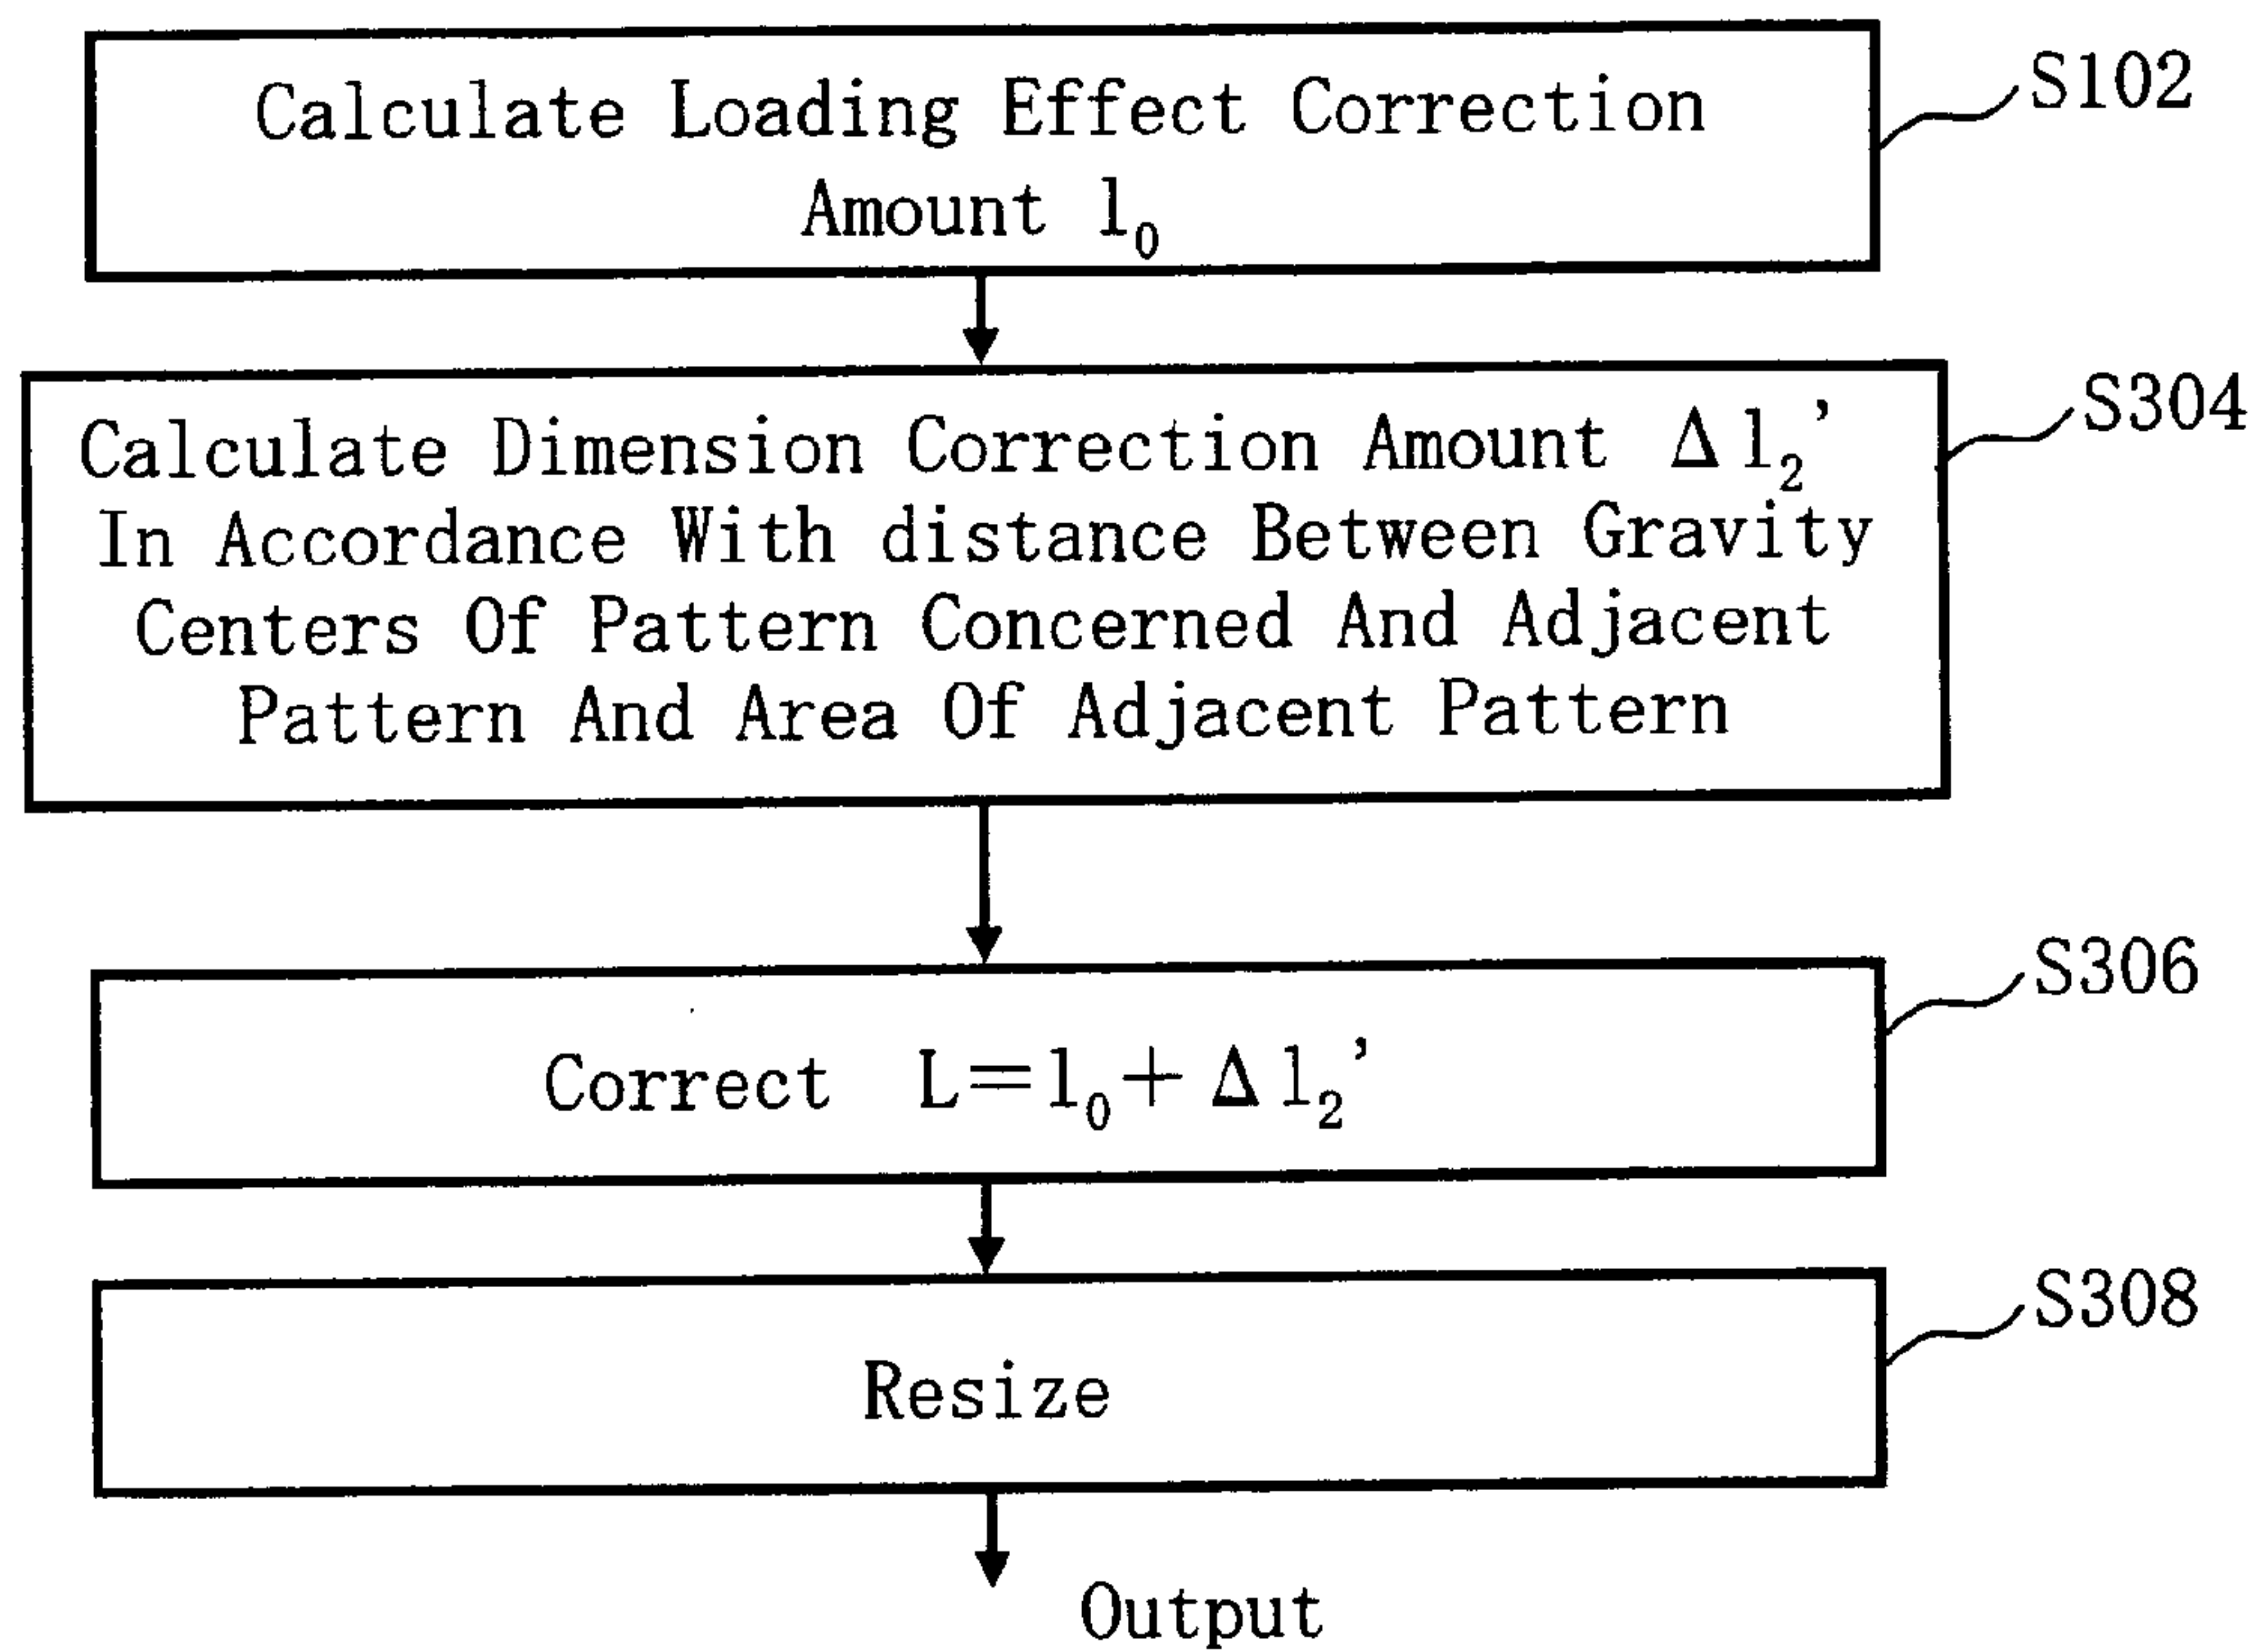 Calculate Loading Effect Correction
Amount l₀
S102
Calculate Dimension Correction Amount Δl₂'
In Accordance With distance Between Gravity
Centers Of Pattern Concerned And Adjacent
Pattern And Area Of Adjacent Pattern
S304
Correct L=l₀+Δl₂'
S306
Resize
S308
Output